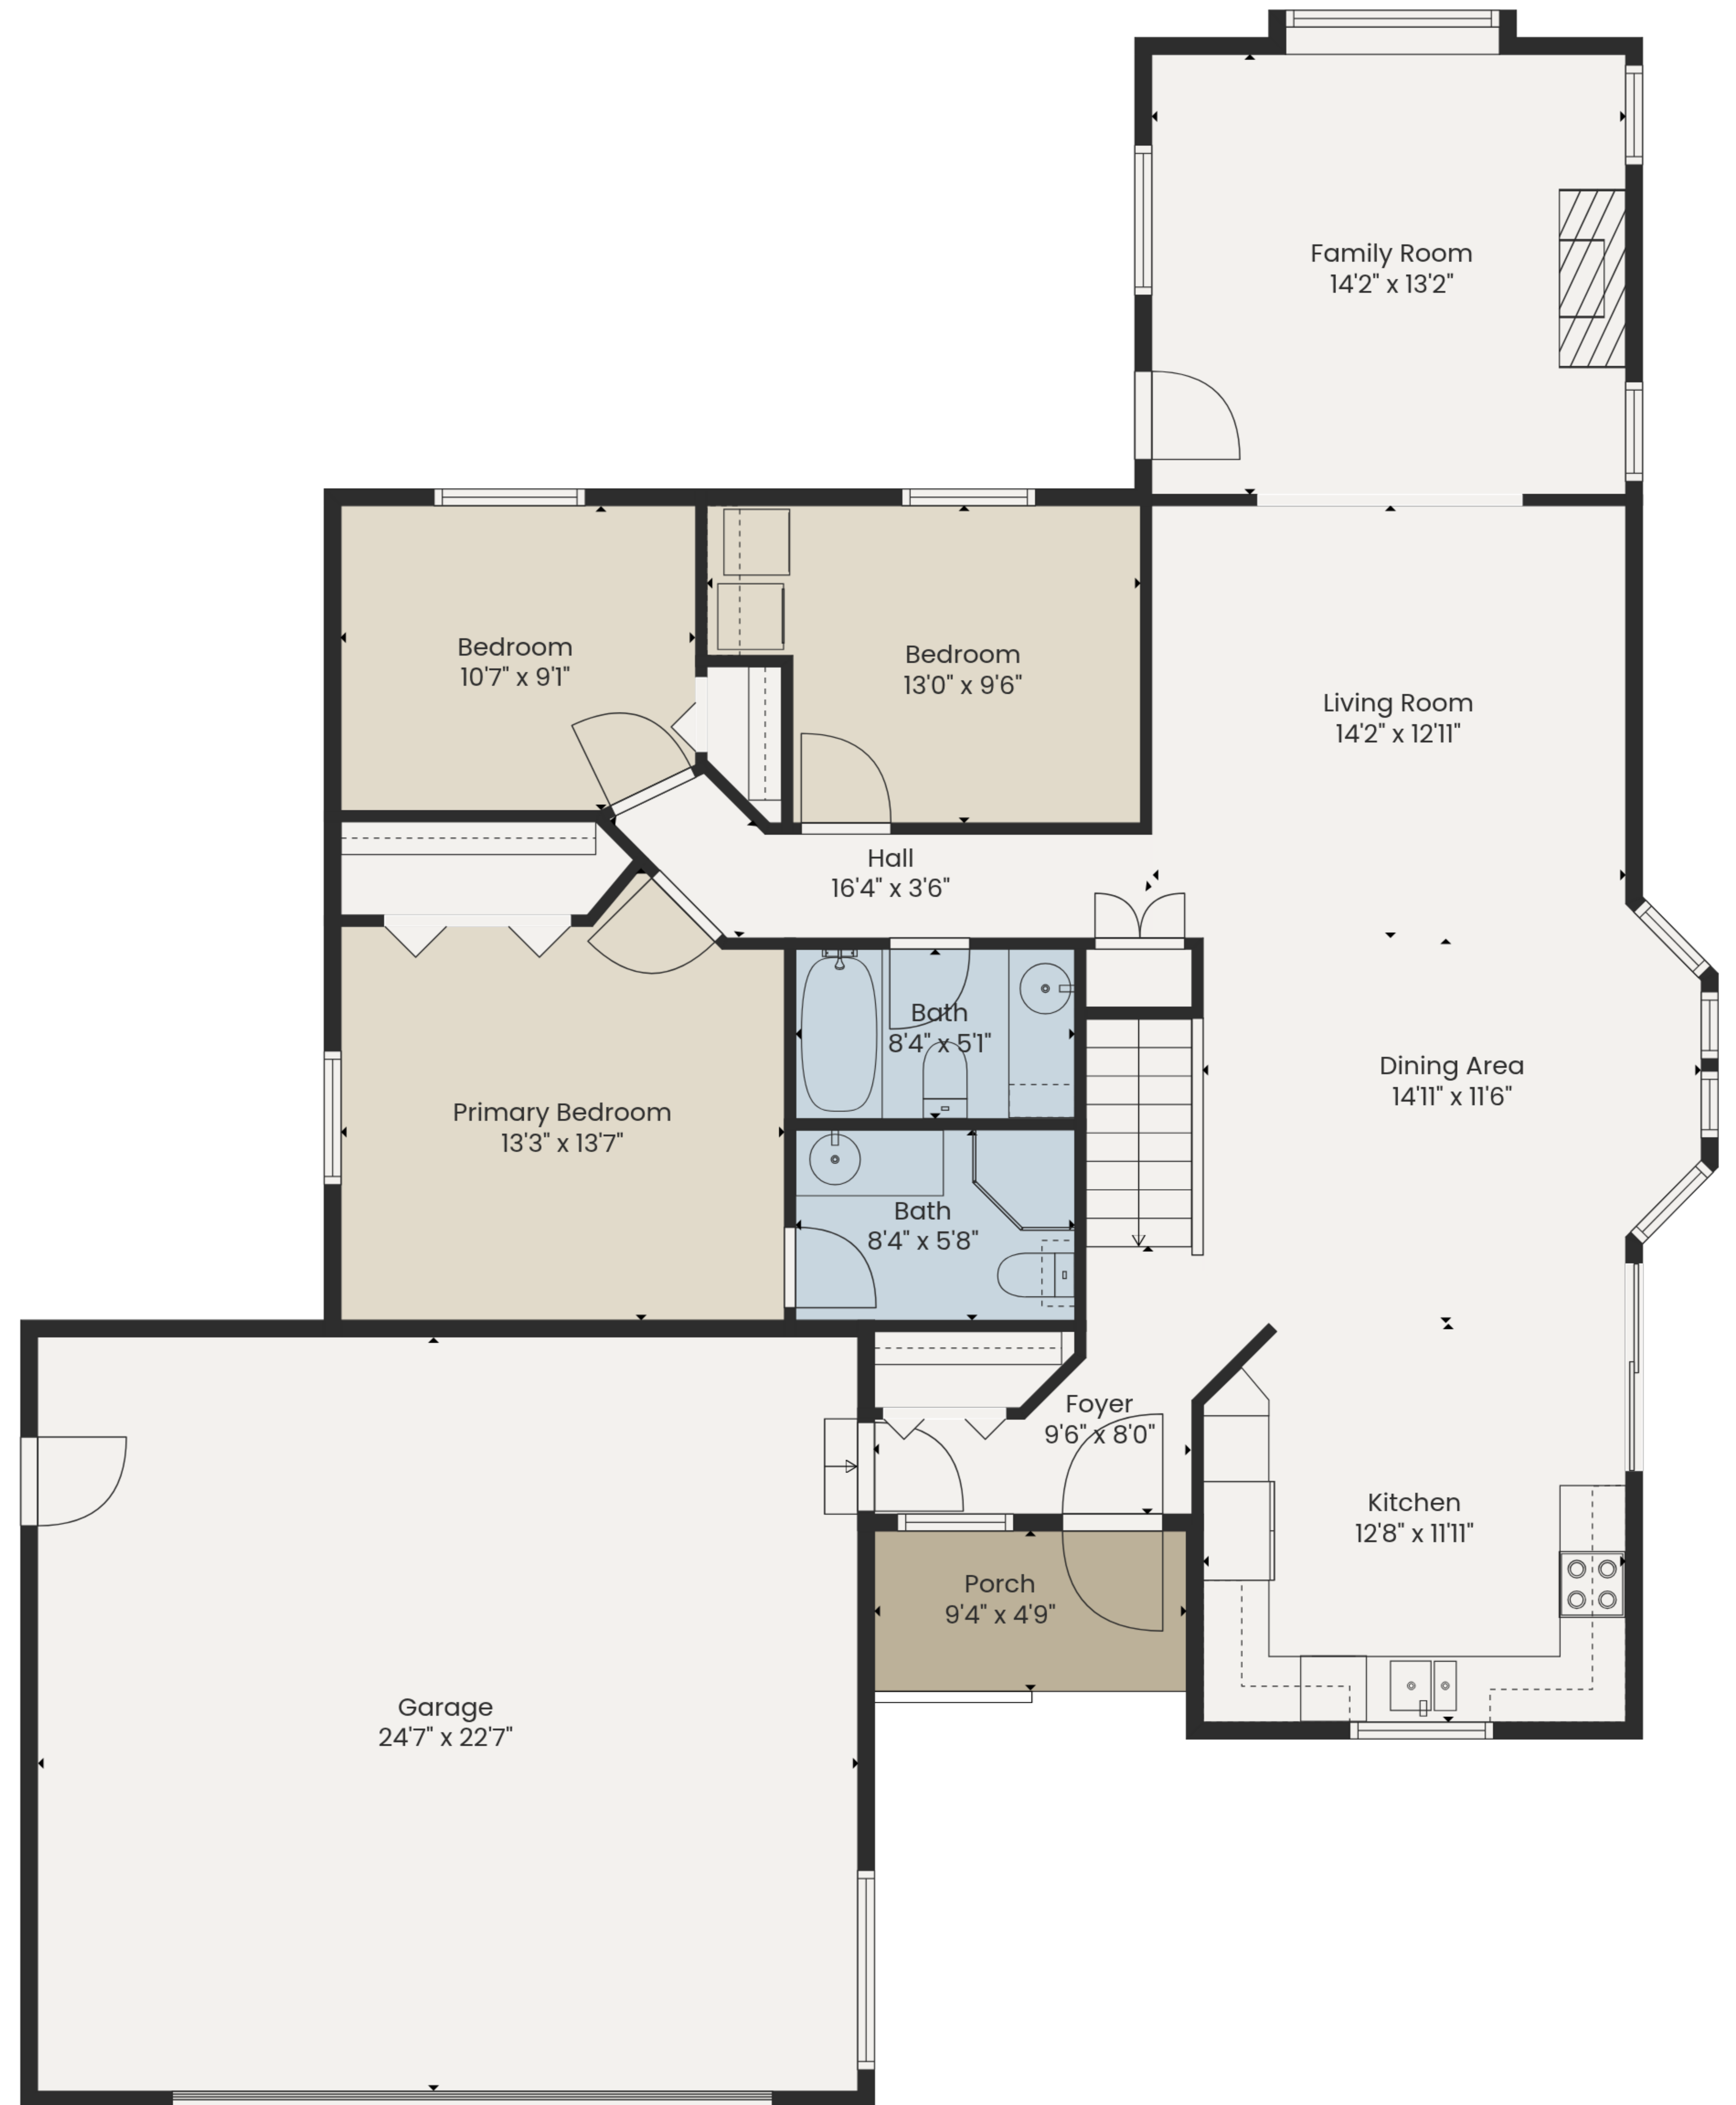 Family Room
14'2" x 13'2"
Bedroom
10'7" x 9'1"
Bedroom
13'0" x 9'6"
Living Room
14'2" x 12'11"
Hall
16'4" x 3'6"
Bath
8'4" x 5'1"
Dining Area
14'11" x 11'6"
Primary Bedroom
13'3" x 13'7"
Bath
8'4" x 5'8"
Foyer
9'6" x 8'0"
Kitchen
12'8" x 11'11"
Porch
9'4" x 4'9"
Garage
24'7" x 22'7"